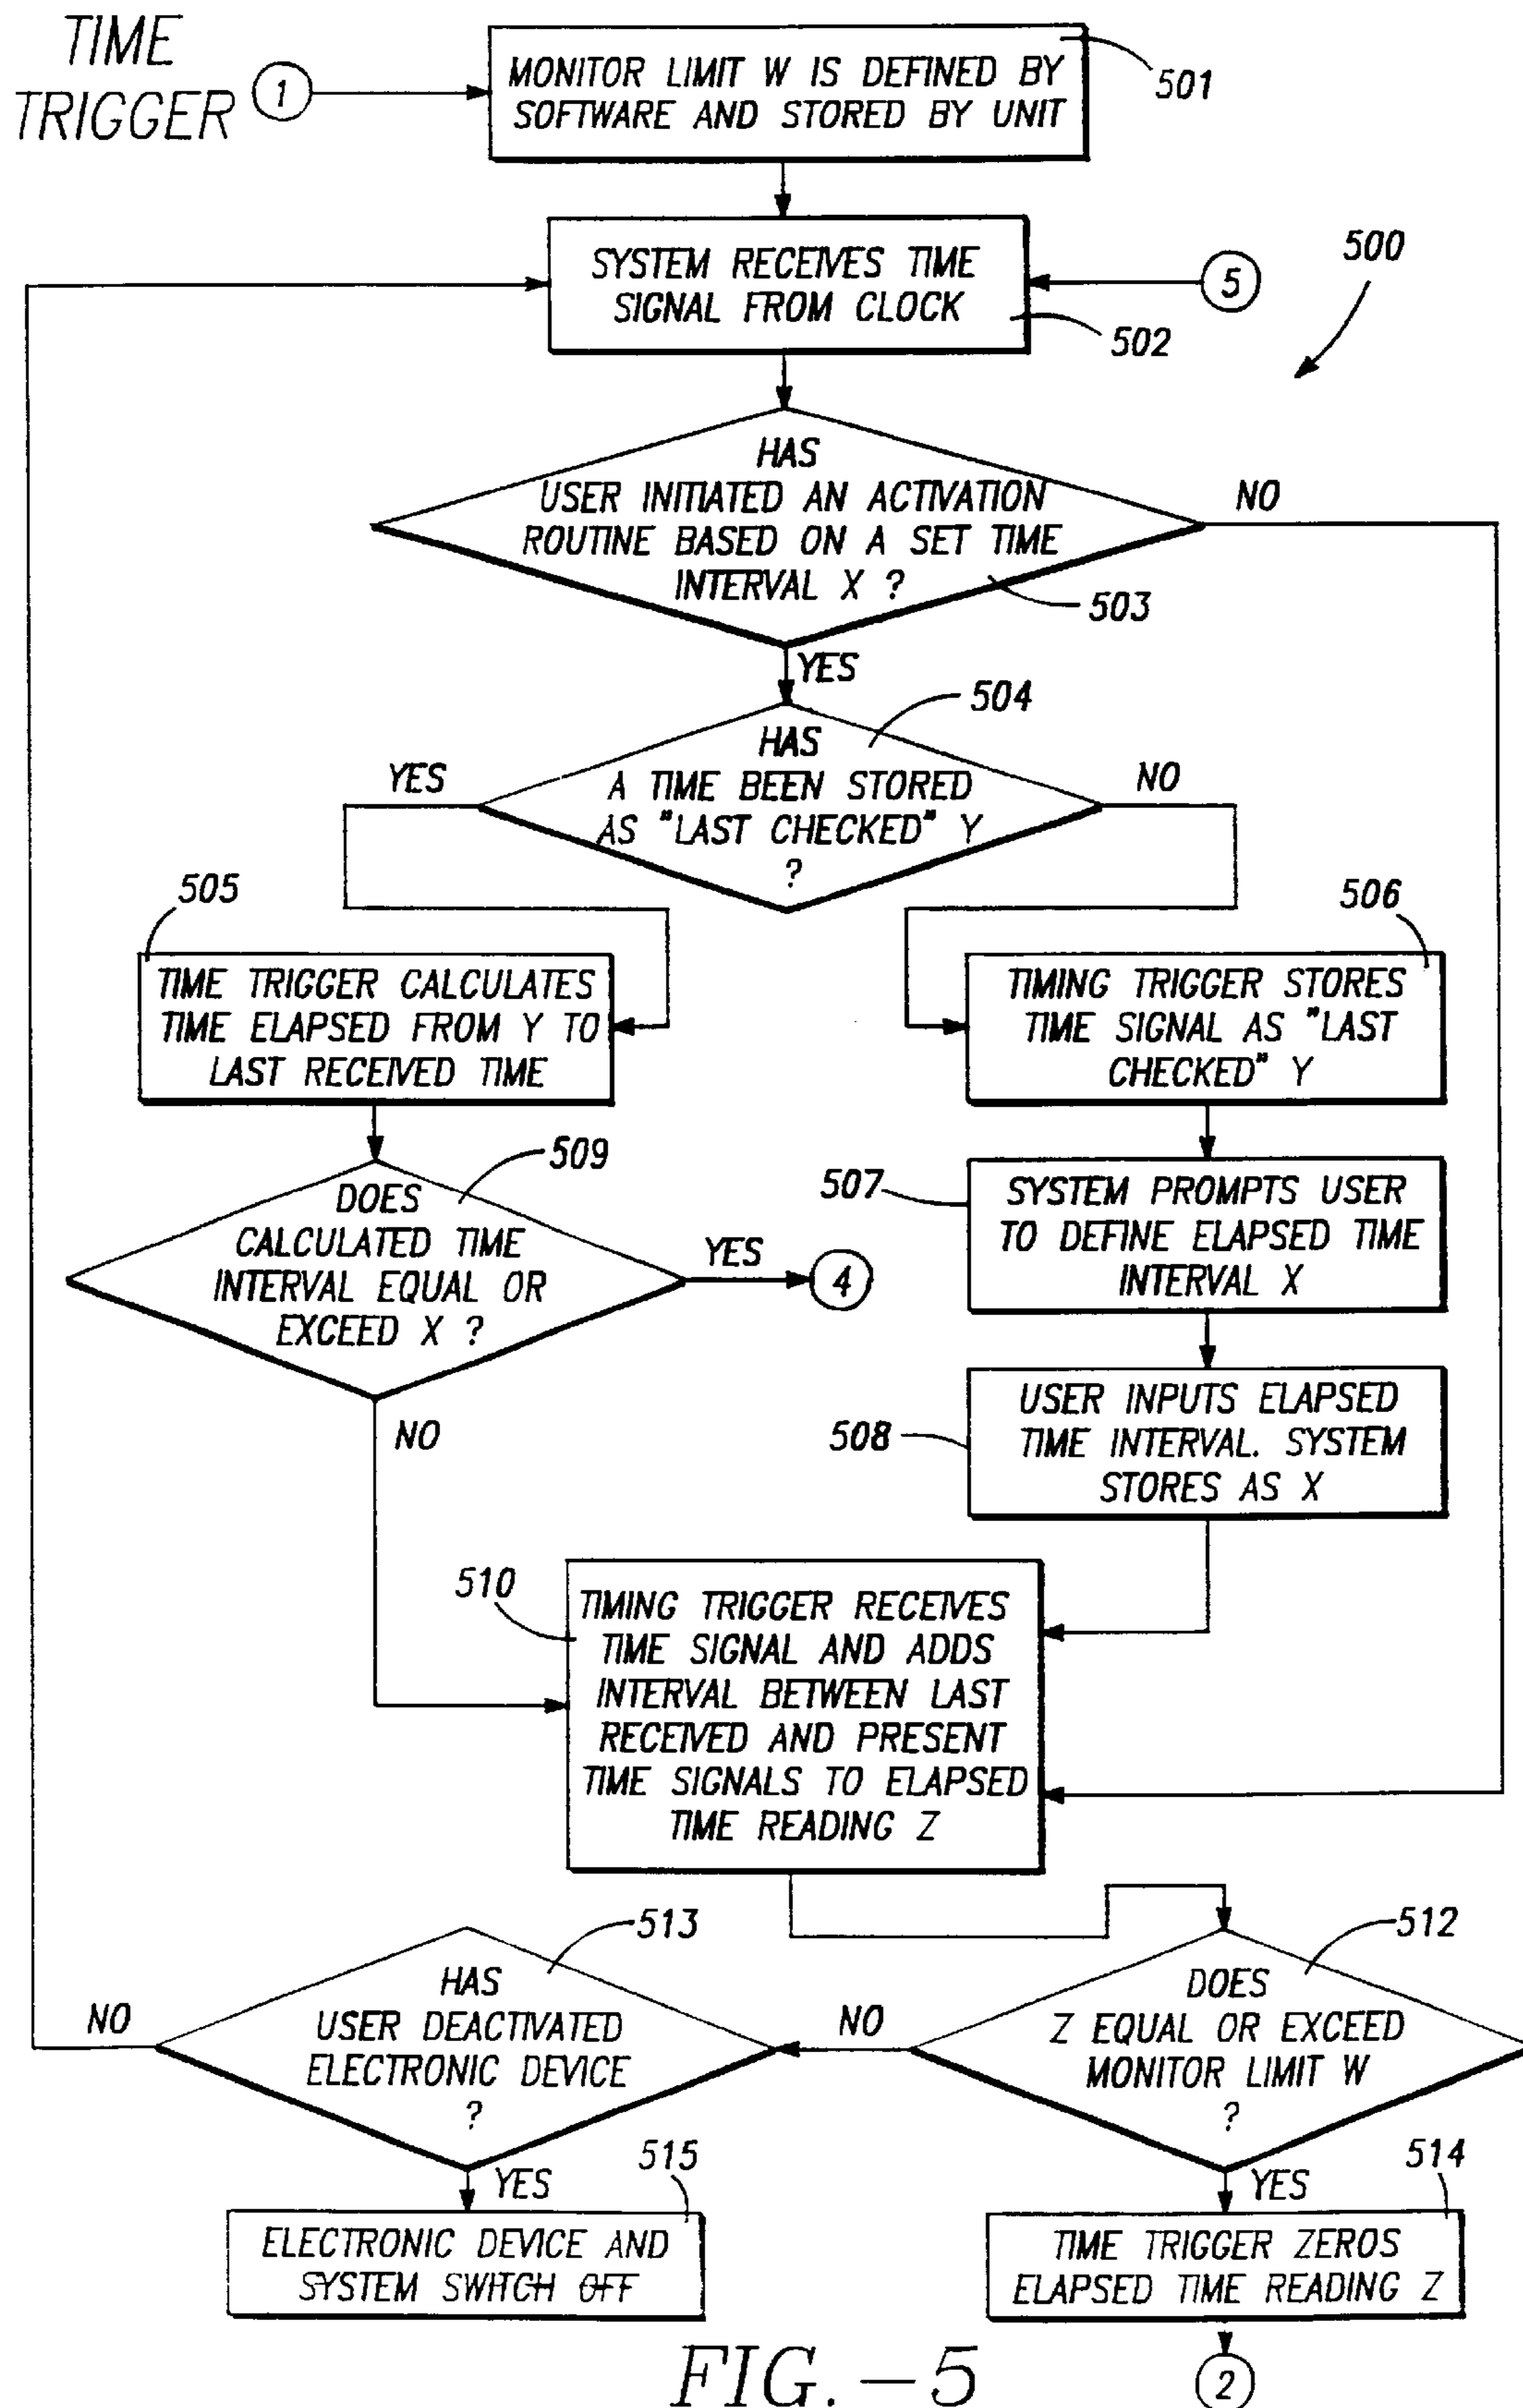 TIME
TRIGGER
1
MONITOR LIMIT W IS DEFINED BY
SOFTWARE AND STORED BY UNIT
501
SYSTEM RECEIVES TIME
SIGNAL FROM CLOCK
502
5
500
HAS
USER INITIATED AN ACTIVATION
ROUTINE BASED ON A SET TIME
INTERVAL X ?
503
NO
YES
504
HAS
A TIME BEEN STORED
AS "LAST CHECKED" Y
?
YES
NO
505
TIME TRIGGER CALCULATES
TIME ELAPSED FROM Y TO
LAST RECEIVED TIME
506
TIMING TRIGGER STORES
TIME SIGNAL AS "LAST
CHECKED" Y
509
DOES
CALCULATED TIME
INTERVAL EQUAL OR
EXCEED X ?
YES
4
NO
507
SYSTEM PROMPTS USER
TO DEFINE ELAPSED TIME
INTERVAL X
508
USER INPUTS ELAPSED
TIME INTERVAL. SYSTEM
STORES AS X
510
TIMING TRIGGER RECEIVES
TIME SIGNAL AND ADDS
INTERVAL BETWEEN LAST
RECEIVED AND PRESENT
TIME SIGNALS TO ELAPSED
TIME READING Z
513
HAS
USER DEACTIVATED
ELECTRONIC DEVICE
?
NO
NO
512
DOES
Z EQUAL OR EXCEED
MONITOR LIMIT W
?
YES
515
ELECTRONIC DEVICE AND
SYSTEM SWITCH OFF
YES
514
TIME TRIGGER ZEROS
ELAPSED TIME READING Z
2
FIG.-5